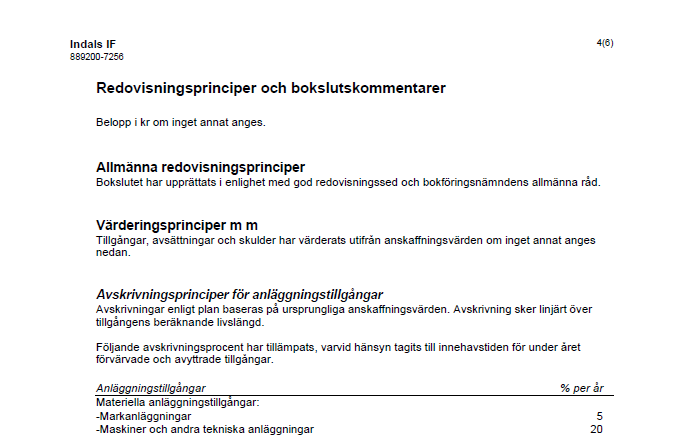 Indals IF
4(6)
889200-7256
Redovisningsprinciper och bokslutskommentarer
Belopp i kr om inget annat anges.
Allmänna redovisningsprinciper
Bokslutet har upprättats i enlighet med god redovisningssed och bokföringsnämndens allmänna råd.
Värderingsprinciper m m
Tillgångar, avsättningar och skulder har värderats utifrån anskaffningsvärden om inget annat anges
nedan.
Avskrivningsprinciper för anläggningstillgångar
Avskrivningar enligt plan baseras på ursprungliga anskaffningsvärden. Avskrivning sker linjärt över
tillgångens beräknande livslängd.
Följande avskrivningsprocent har tillämpats, varvid hänsyn tagits till innehavstiden för under året
förvärvade och avyttrade tillgångar.
Anläggningstillgångar % per år
Materiella anläggningstillgångar:
-Markanläggningar 5
-Maskiner och andra tekniska anläggningar 20